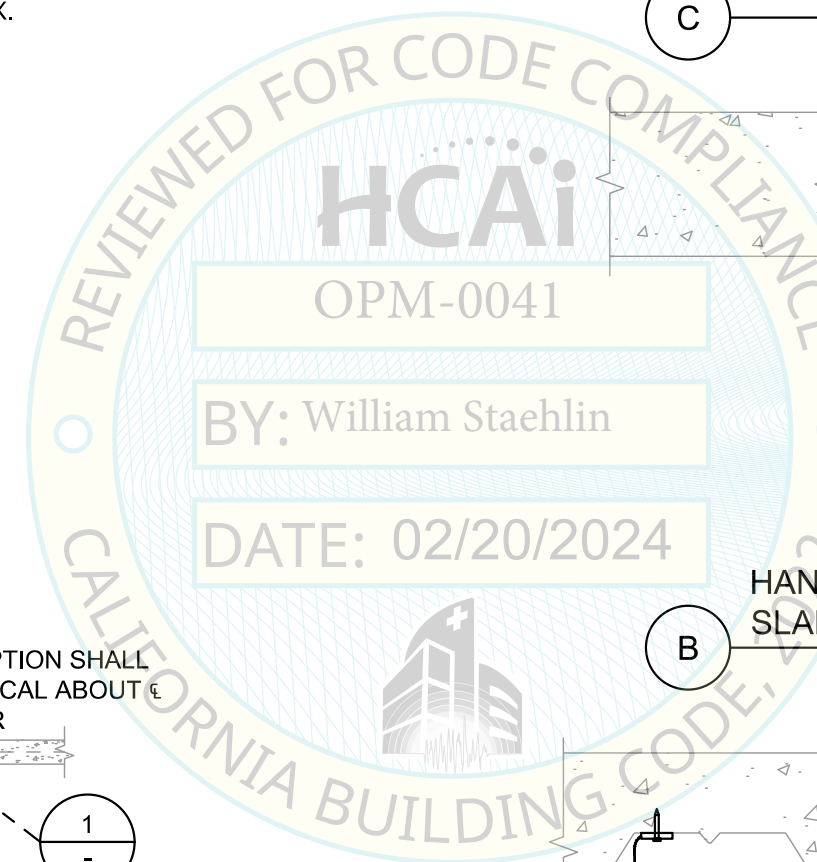 X.
C
REVIEWED FOR CODE COMPLIANCE
HCAi
OPM-0041
BY: William Staehlin
DATE: 02/20/2024
CALIFORNIA BUILDING CODE,
HAN
SLA
B
PTION SHALL
CAL ABOUT ℄
R
1